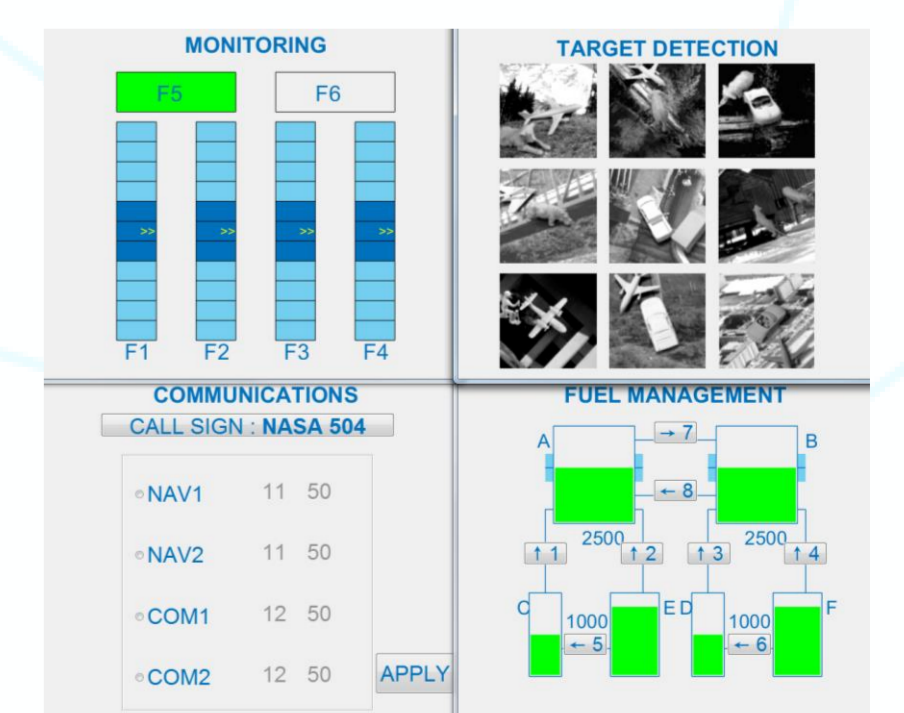 MONITORING
F5 F6
>> >> >> >>
F1 F2 F3 F4
TARGET DETECTION
COMMUNICATIONS
CALL SIGN : NASA 504
NAV1 11 50
NAV2 11 50
COM1 12 50
COM2 12 50
APPLY
FUEL MANAGEMENT
A → 7 B
← 8
2500 2500
↑ 1 ↑ 2 ↑ 3 ↑ 4
C E D F
1000 1000
← 5 ← 6